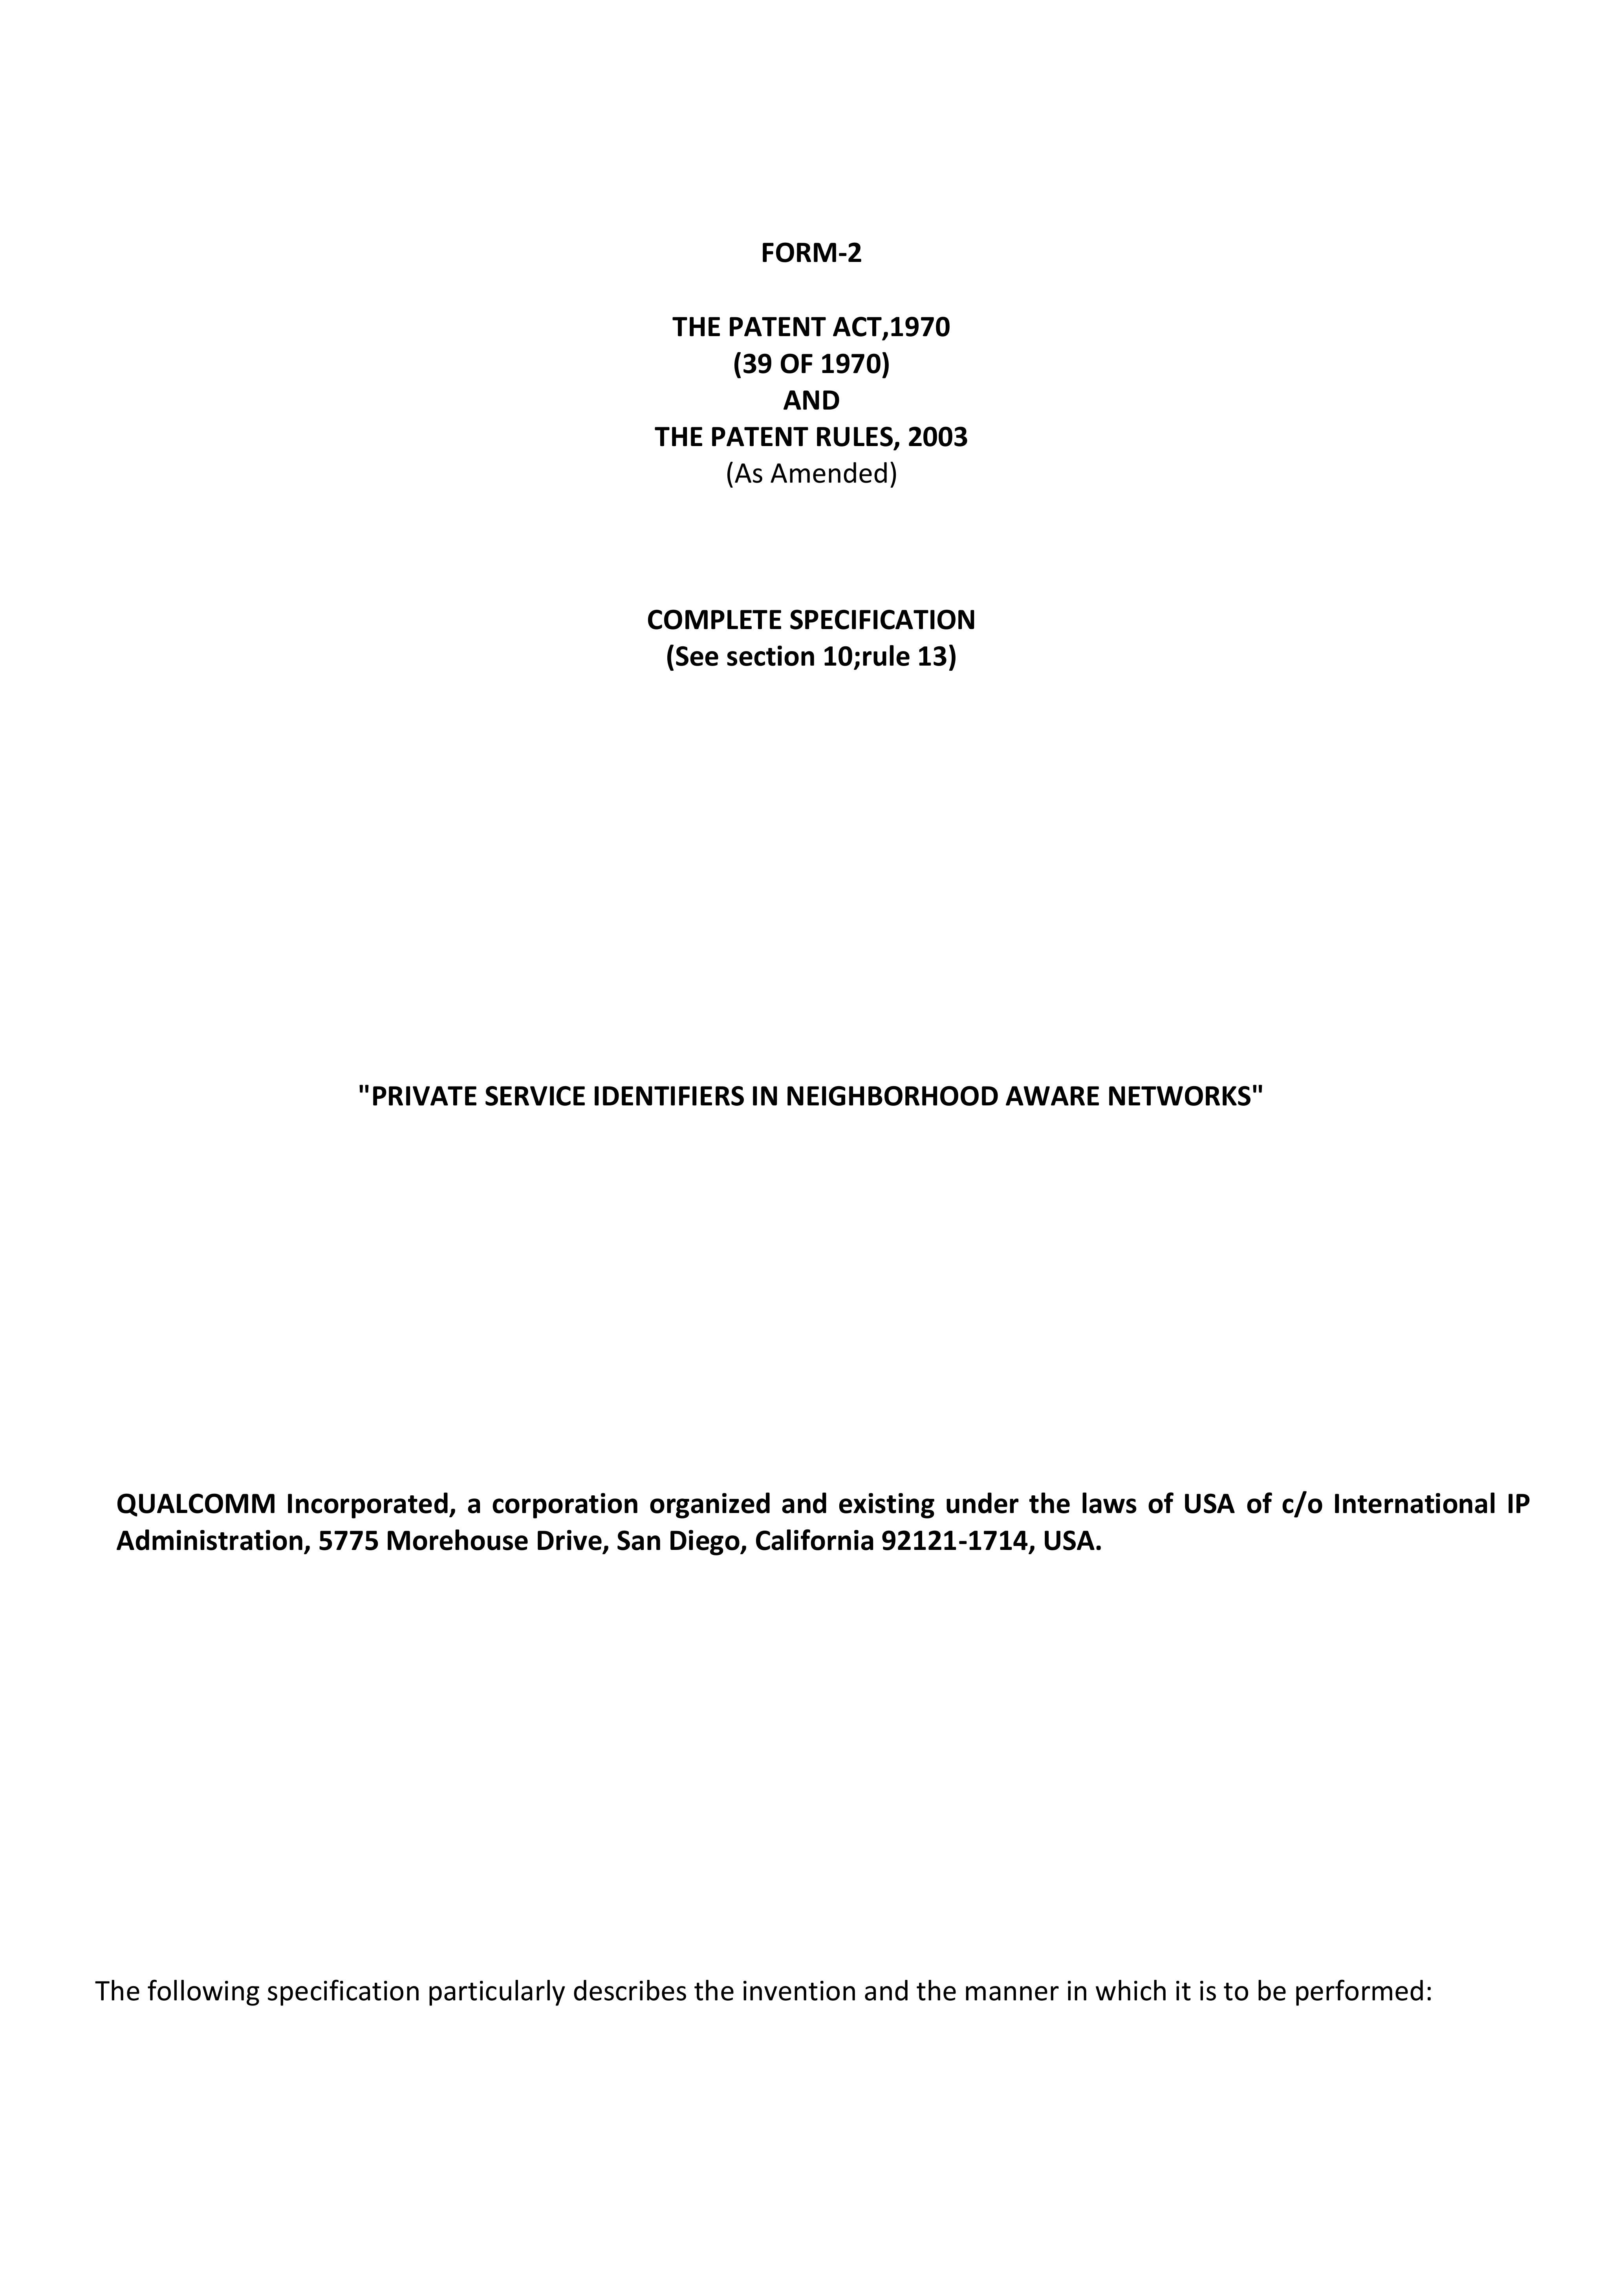 FORM-2
THE PATENT ACT,1970
(39 OF 1970)
AND
THE PATENT RULES, 2003
(As Amended)
COMPLETE SPECIFICATION
(See section 10;rule 13)
"PRIVATE SERVICE IDENTIFIERS IN NEIGHBORHOOD AWARE NETWORKS"
QUALCOMM Incorporated, a corporation organized and existing under the laws of USA of c/o International IP
Administration, 5775 Morehouse Drive, San Diego, California 92121-1714, USA.
The following specification particularly describes the invention and the manner in which it is to be performed: